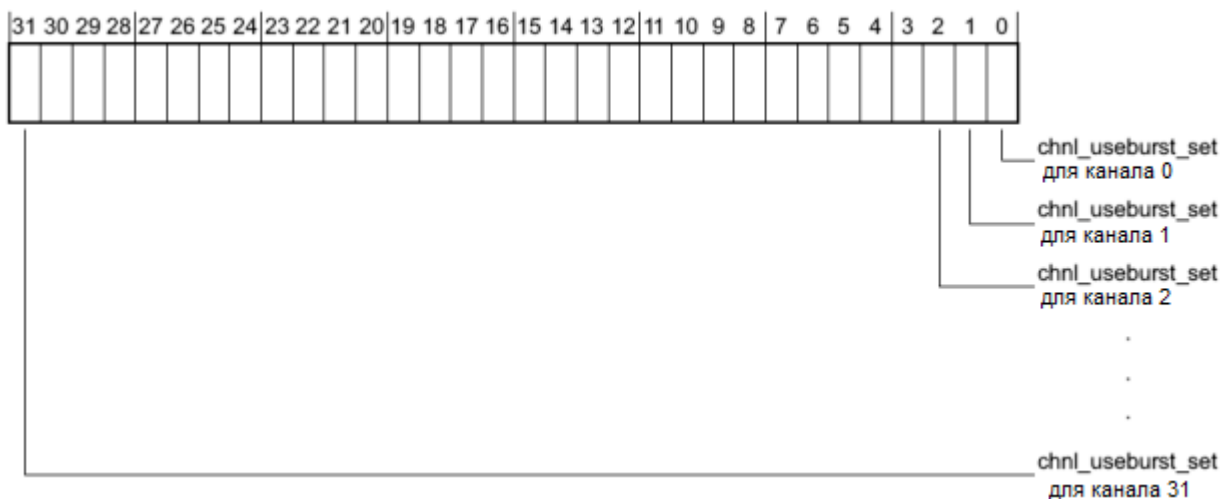 31 30 29 28 27 26 25 24 23 22 21 20 19 18 17 16 15 14 13 12 11 10 9 8 7 6 5 4 3 2 1 0
chnl_useburst_set
для канала 0
chnl_useburst_set
для канала 1
chnl_useburst_set
для канала 2
.
.
.
chnl_useburst_set
для канала 31